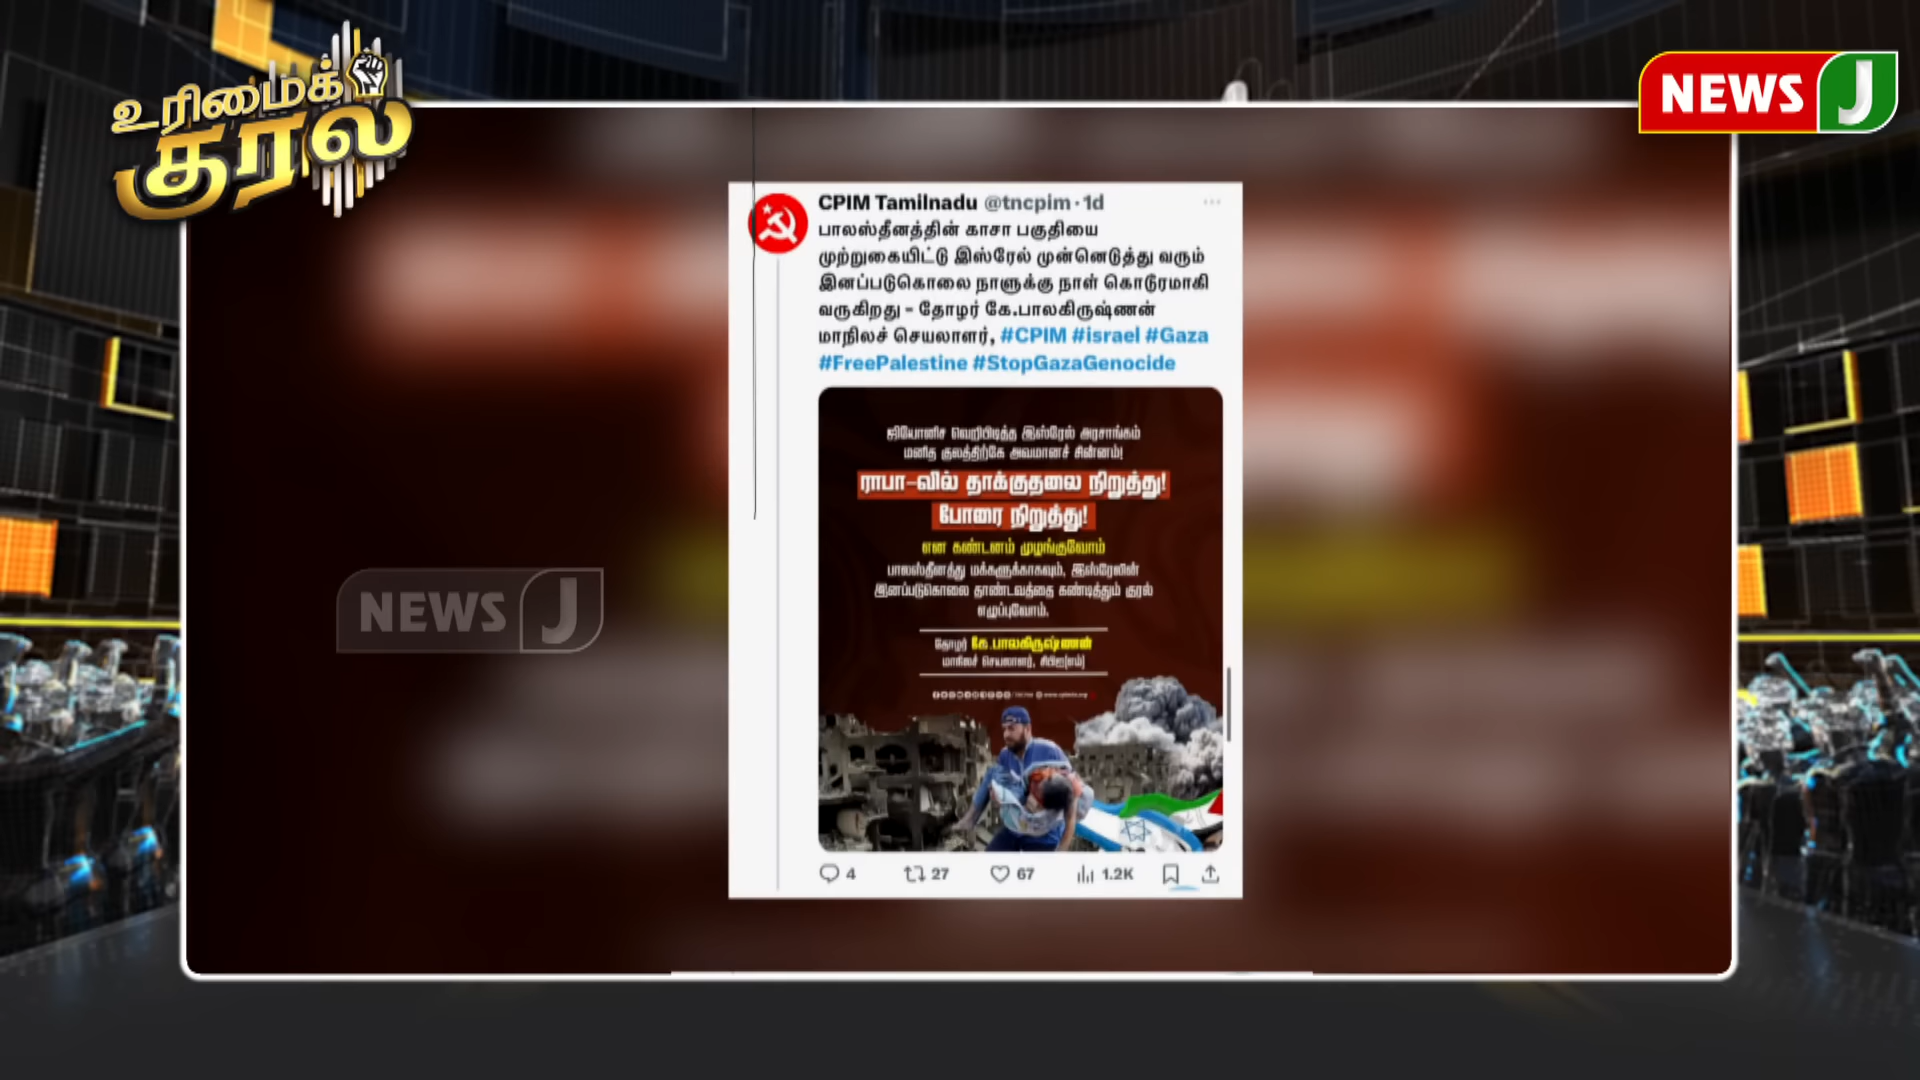 உரிமைக்
குரல்
NEWS J
CPIM Tamilnadu @tncpim · 1d
பாலஸ்தீனத்தின் காசா பகுதியை
முற்றுகையிட்டு இஸ்ரேல் முன்னெடுத்து வரும்
இனப்படுகொலை நாளுக்கு நாள் கொடூரமாகி
வருகிறது - தோழர் கே.பாலகிருஷ்ணன்
மாநிலச் செயலாளர், #CPIM #israel #Gaza
#FreePalestine #StopGazaGenocide
ஜியோனிச வெறிபிடித்த இஸ்ரேல் அரசாங்கம்
மனித குலத்திற்கே அவமானச் சின்னம்!
ராபா-வில் தாக்குதலை நிறுத்து!
போரை நிறுத்து!
என கண்டனம் முழங்குவோம்
பாலஸ்தீனத்து மக்களுக்காகவும், இஸ்ரேலின்
இனப்படுகொலை தாண்டவத்தை கண்டித்தும் குரல்
எழுப்புவோம்.
தோழர் கே.பாலகிருஷ்ணன்
மாநிலச் செயலாளர், சிபிஐ(எம்)
4 27 67 1.2K
NEWS J